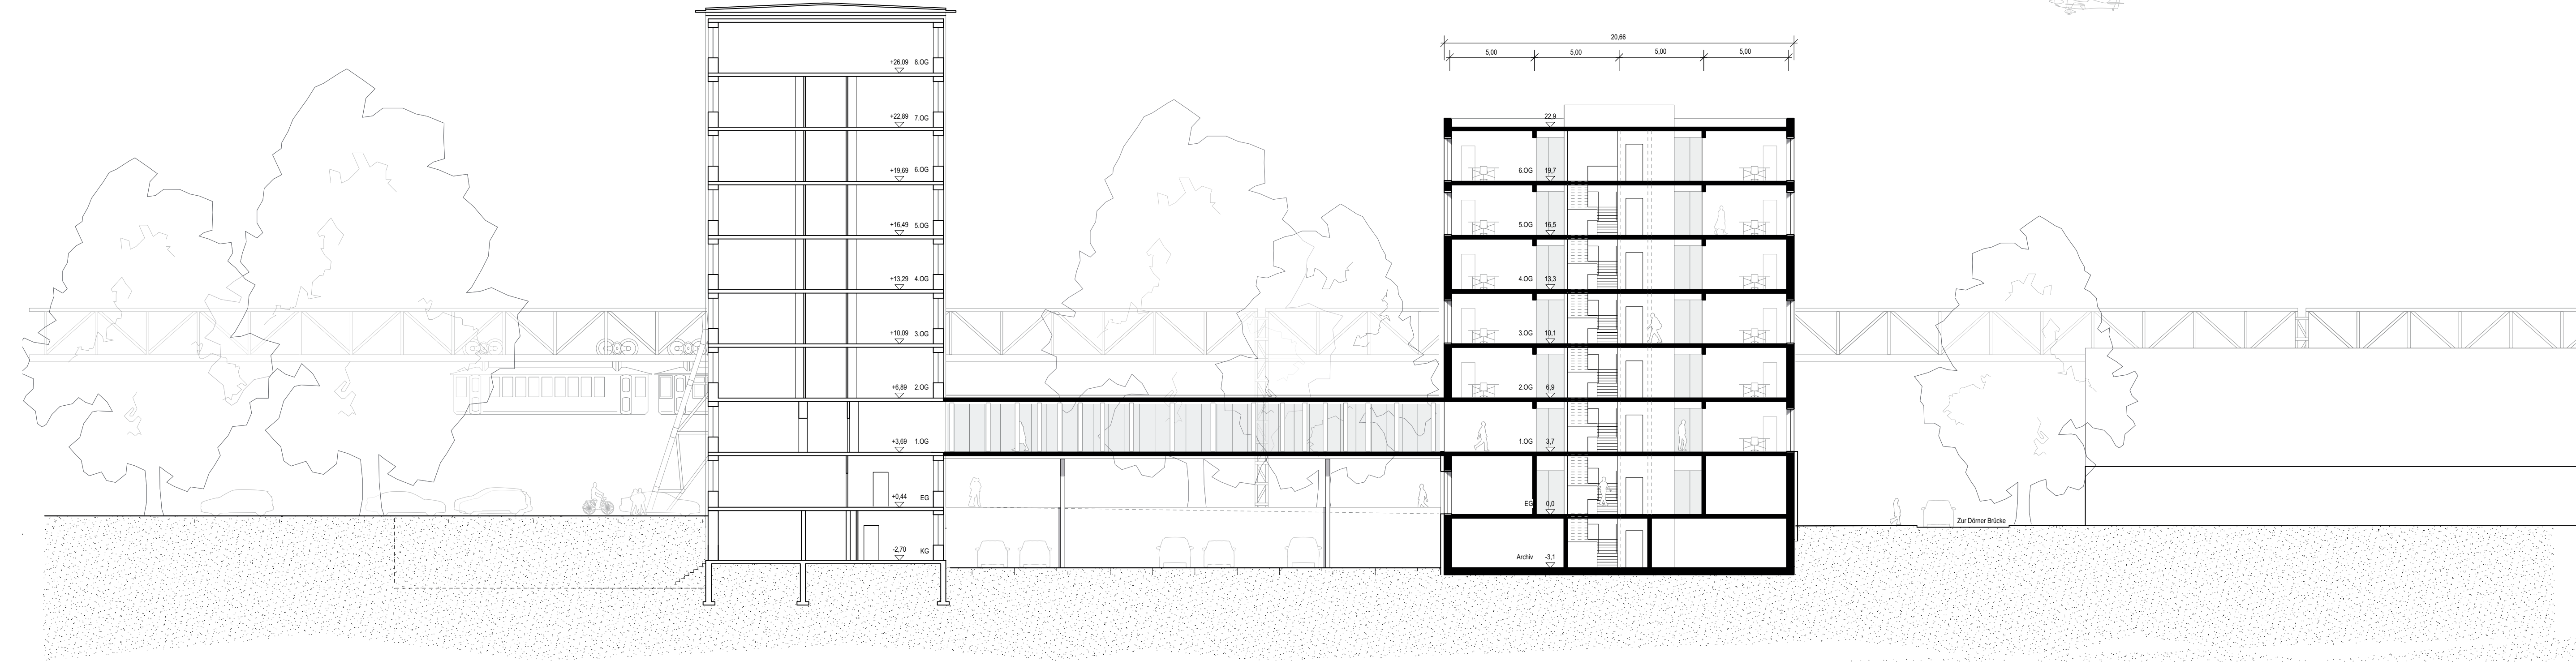 20,66
5,00 5,00 5,00 5,00
+26,09 8.OG
+22,89 7.OG
+19,69 6.OG
+16,49 5.OG
+13,29 4.OG
+10,09 3.OG
+6,89 2.OG
+3,69 1.OG
+0,44 EG
-2,70 KG
22,9
6.OG 19,7
5.OG 16,5
4.OG 13,3
3.OG 10,1
2.OG 6,9
1.OG 3,7
EG 0,0
Archiv -3,1
Zur Dörner Brücke